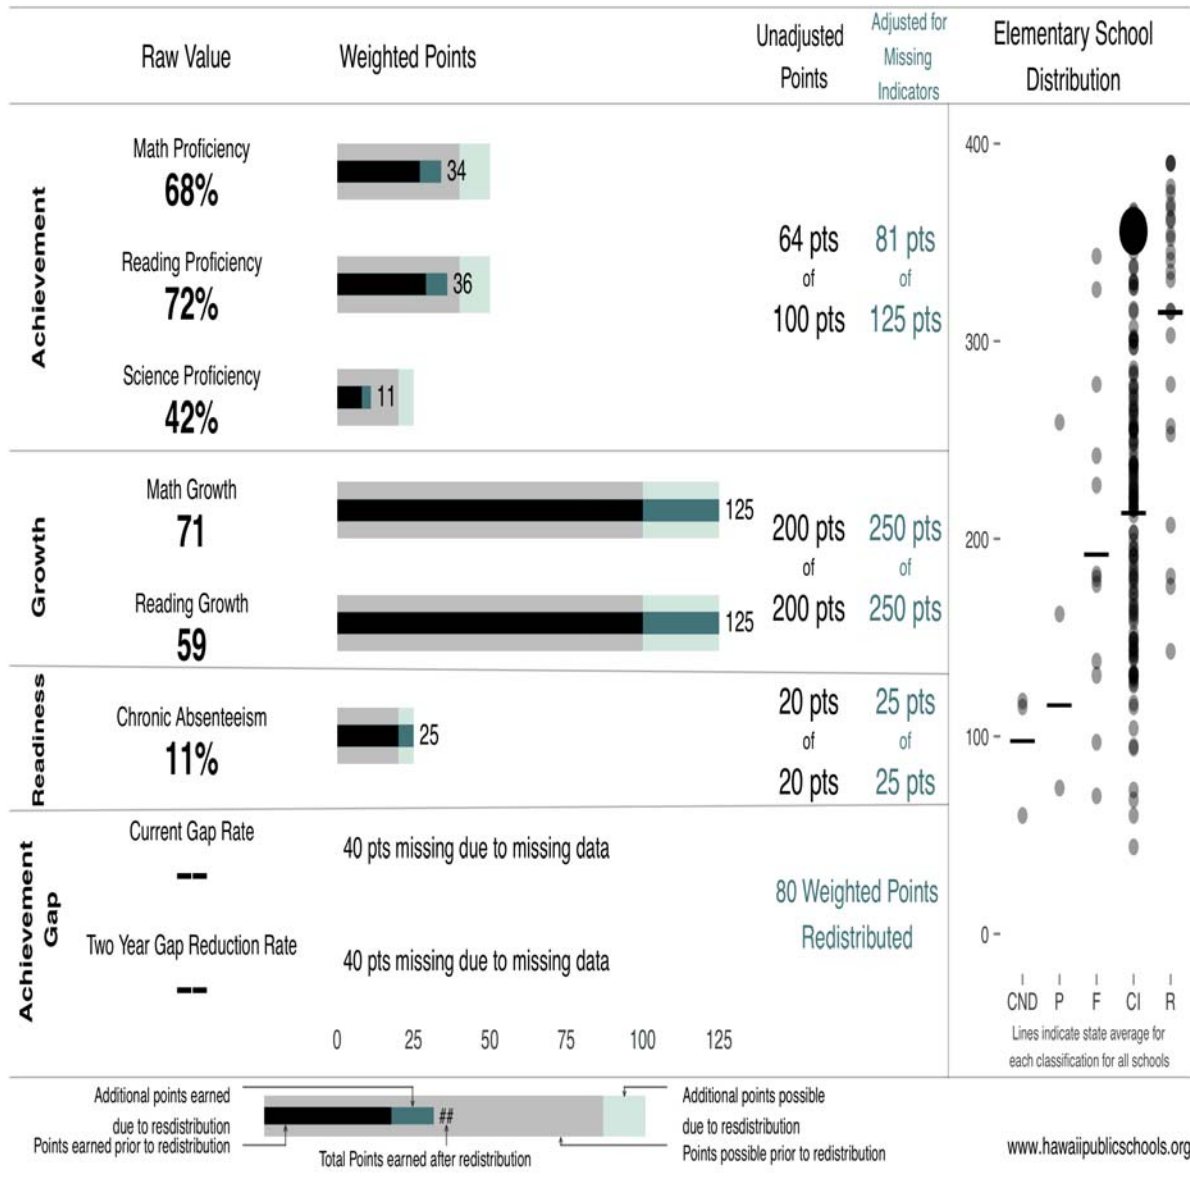 Raw Value
Weighted Points
Unadjusted
Points
Adjusted for
Missing
Indicators
Elementary School
Distribution
Achievement
Math Proficiency
68%
34
Reading Proficiency
72%
36
Science Proficiency
42%
11
64 pts
of
100 pts
81 pts
of
125 pts
Growth
Math Growth
71
125
Reading Growth
59
125
200 pts
of
200 pts
250 pts
of
250 pts
Readiness
Chronic Absenteeism
11%
25
20 pts
of
20 pts
25 pts
of
25 pts
Achievement
Gap
Current Gap Rate
--
40 pts missing due to missing data
Two Year Gap Reduction Rate
--
40 pts missing due to missing data
80 Weighted Points
Redistributed
0 25 50 75 100 125
400
300
200
100
0
CND P F CI R
Lines indicate state average for
each classification for all schools
Additional points earned
due to resdistribution
Points earned prior to redistribution
##
Total Points earned after redistribution
Additional points possible
due to resdistribution
Points possible prior to redistribution
www.hawaiipublicschools.org